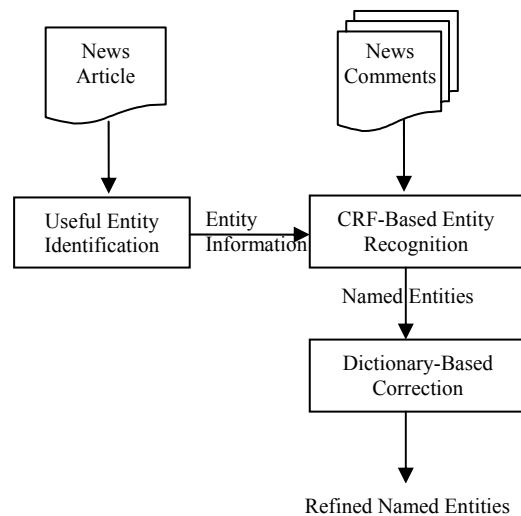 News
Article
News
Comments
Useful Entity
Identification
Entity
Information
CRF-Based Entity
Recognition
Named Entities
Dictionary-Based
Correction
Refined Named Entities